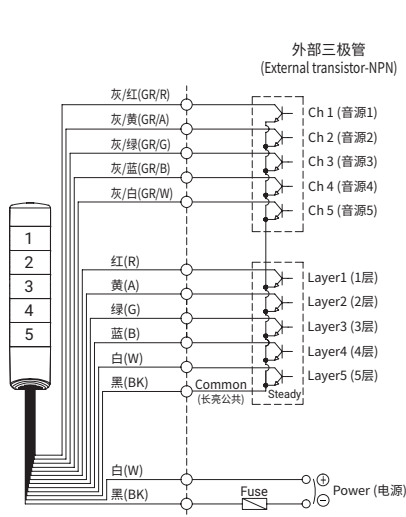 外部三极管
(External transistor-NPN)
灰/红(GR/R)
Ch 1 (音源1)
灰/黄(GR/A)
Ch 2 (音源2)
灰/绿(GR/G)
Ch 3 (音源3)
灰/蓝(GR/B)
Ch 4 (音源4)
灰/白(GR/W)
Ch 5 (音源5)
1
2
3
4
5
红(R)
Layer1 (1层)
黄(A)
Layer2 (2层)
绿(G)
Layer3 (3层)
蓝(B)
Layer4 (4层)
白(W)
Layer5 (5层)
黑(BK)
Common
(长亮公共)
Steady
白(W)
黑(BK)
Fuse
+
-
Power (电源)